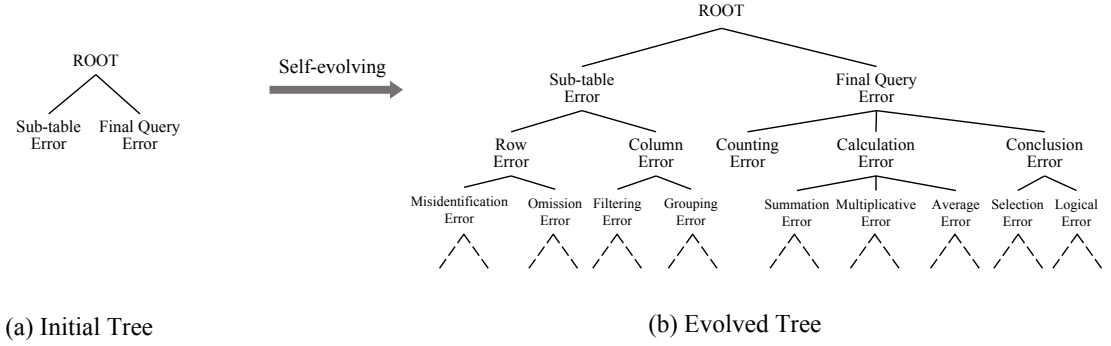 ROOT
Sub-table
Error
Final Query
Error
Self-evolving
ROOT
Sub-table
Error
Final Query
Error
Row
Error
Column
Error
Counting
Error
Calculation
Error
Conclusion
Error
Misidentification
Error
Omission
Error
Filtering
Error
Grouping
Error
Summation
Error
Multiplicative
Error
Average
Error
Selection
Error
Logical
Error
(a) Initial Tree
(b) Evolved Tree